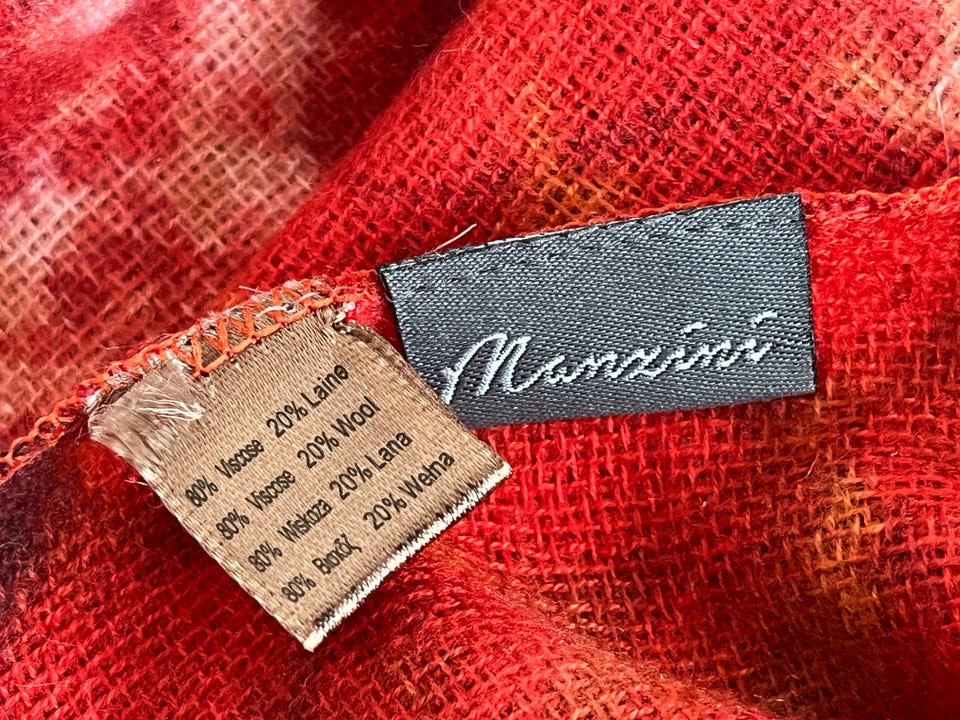 Manzini
80% Viscose 20% Laine
80% Viscose 20% Wool
80% Wiskoza 20% Lana
80% 20% Wełna